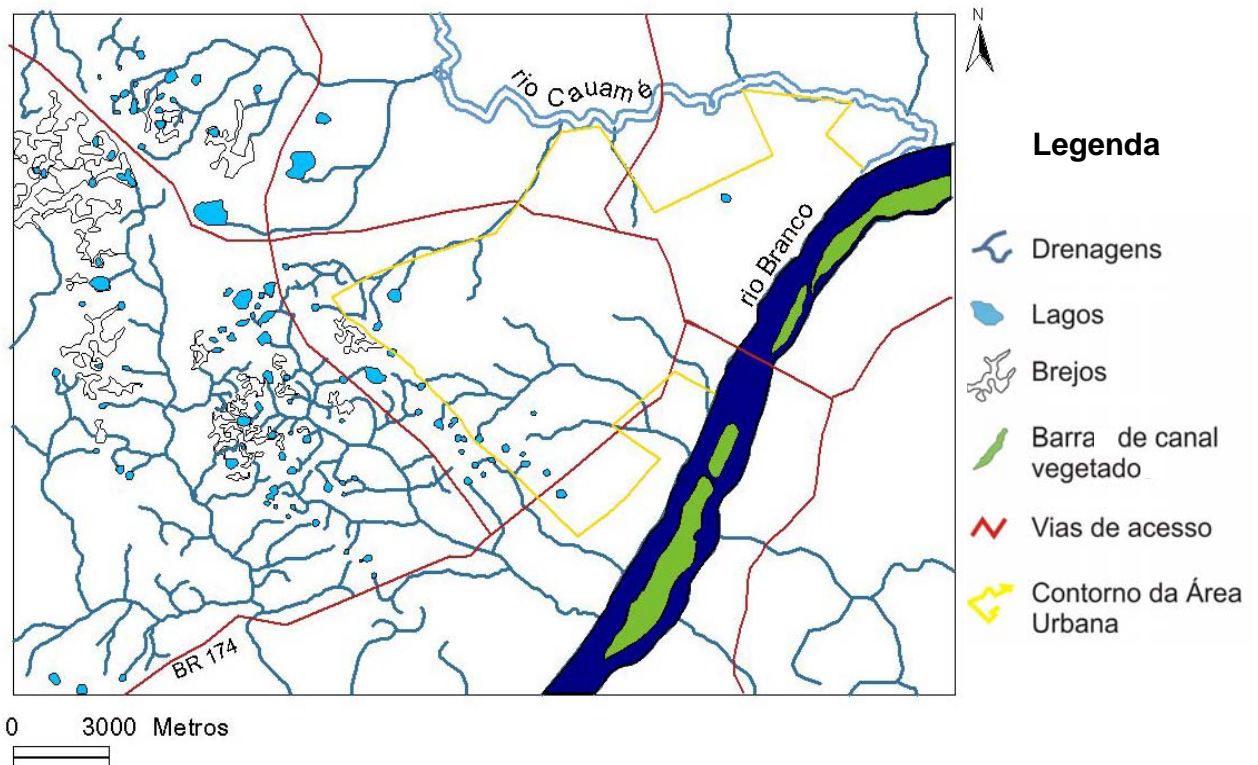 N
rio Cauamé
rio Branco
BR 174
0 3000 Metros
Legenda
Drenagens
Lagos
Brejos
Barra de canal
vegetado
Vias de acesso
Contorno da Área
Urbana